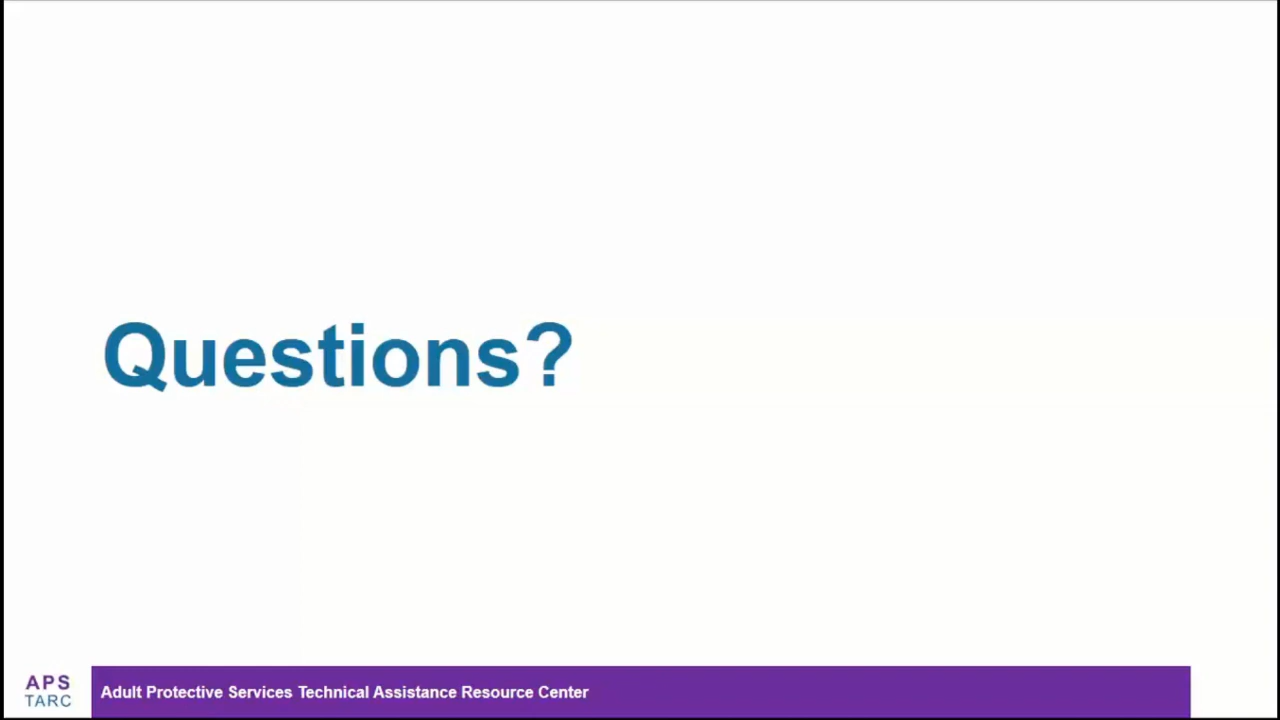 Questions?
APS
TARC
Adult Protective Services Technical Assistance Resource Center